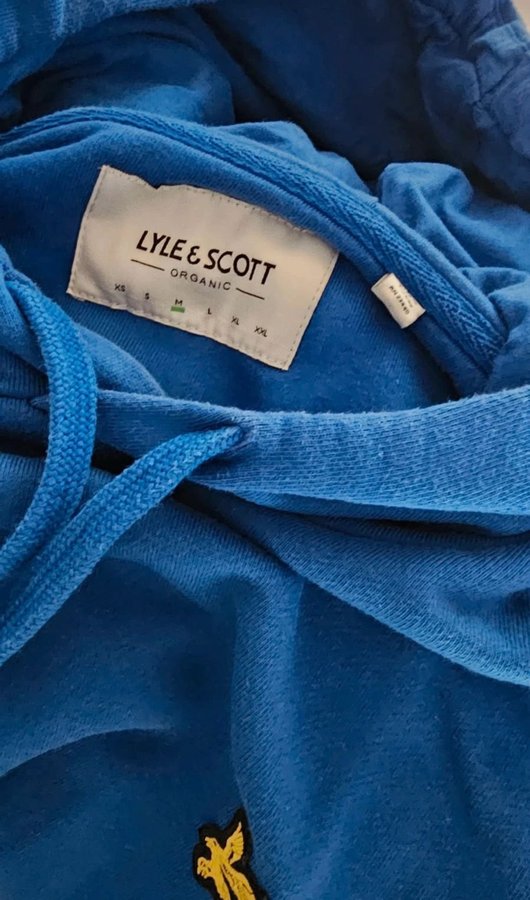 LYLE & SCOTT
ORGANIC
XS S M L XL XXL